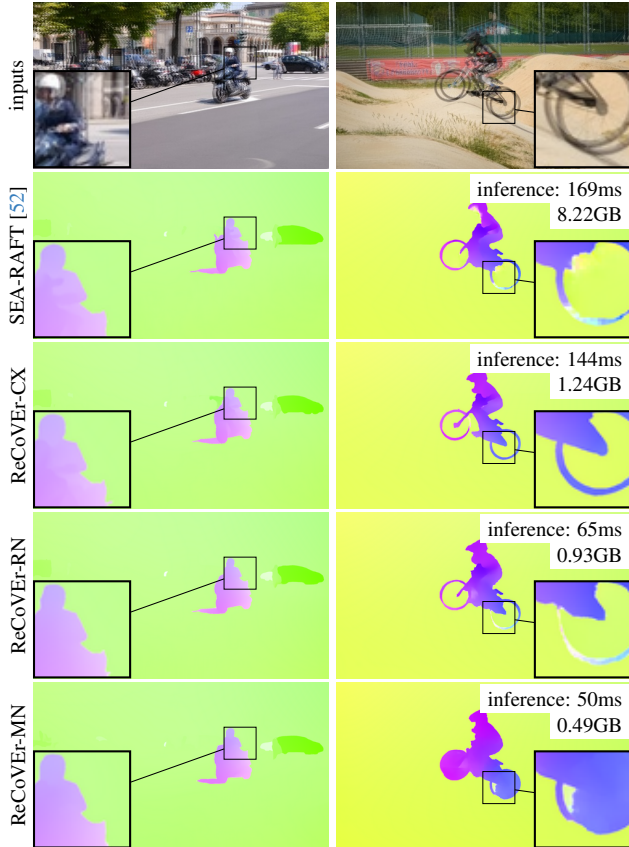 inputs
SEA-RAFT [52]
inference: 169ms
8.22GB
ReCoVEr-CX
inference: 144ms
1.24GB
ReCoVEr-RN
inference: 65ms
0.93GB
ReCoVEr-MN
inference: 50ms
0.49GB